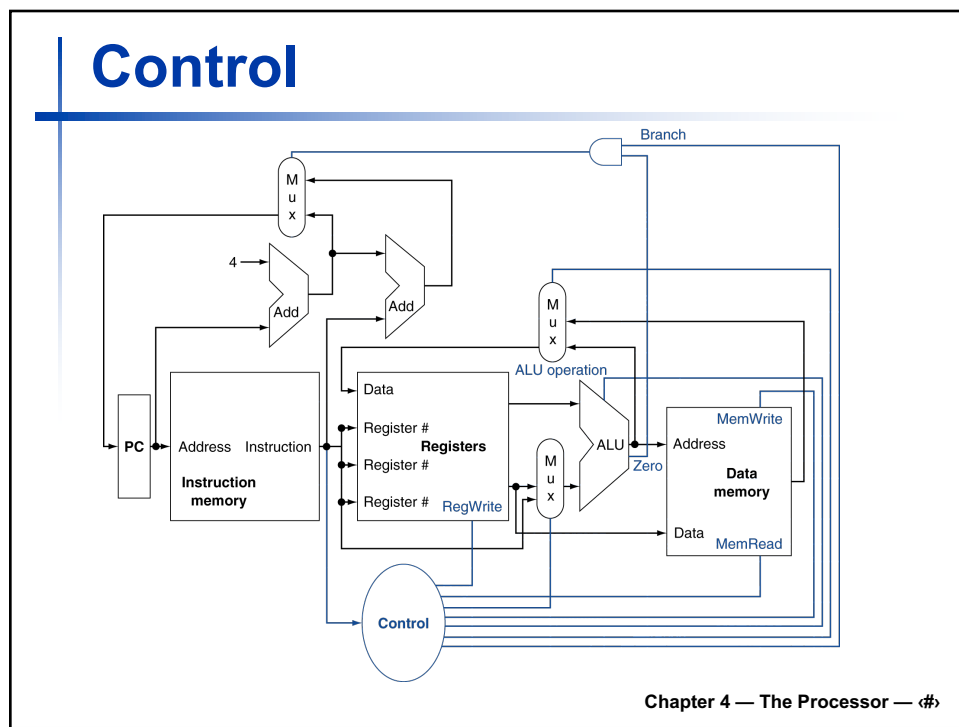 Control
Branch
M
u
x
4
Add
Add
M
u
x
ALU operation
Data
Register #
Registers
Register #
Register #
RegWrite
PC
Address Instruction
Instruction
memory
M
u
x
ALU
Zero
MemWrite
Address
Data
memory
Data
MemRead
Control
Chapter 4 — The Processor — ‹#›